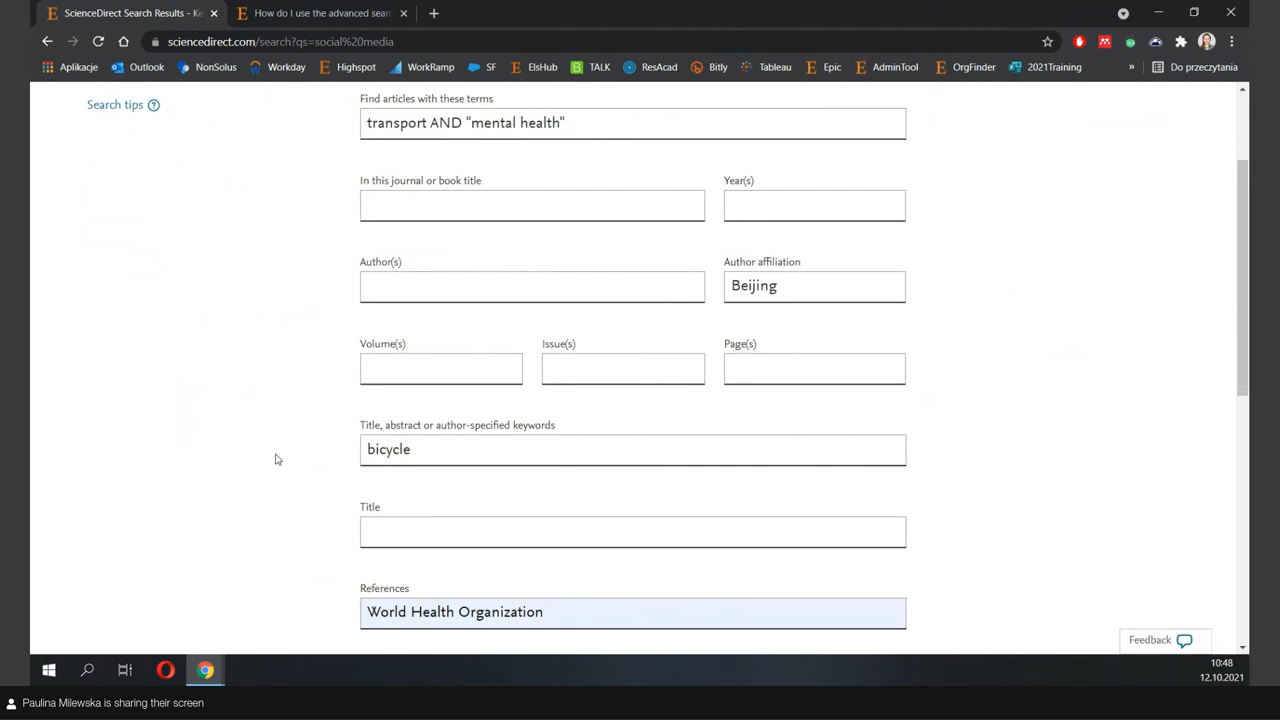 ScienceDirect Search Results - Ke
How do I use the advanced sear
sciencedirect.com/search?qs=social%20media
Aplikacje
Outlook
NonSolus
Workday
Highspot
WorkRamp
SF
ElsHub
TALK
ResAcad
Bitly
Tableau
Epic
AdminTool
OrgFinder
2021Training
»
Do przeczytania
Search tips
Find articles with these terms
transport AND "mental health"
In this journal or book title
Year(s)
Author(s)
Author affiliation
Beijing
Volume(s)
Issue(s)
Page(s)
Title, abstract or author-specified keywords
bicycle
Title
References
World Health Organization
Feedback
10:48
12.10.2021
Paulina Milewska is sharing their screen